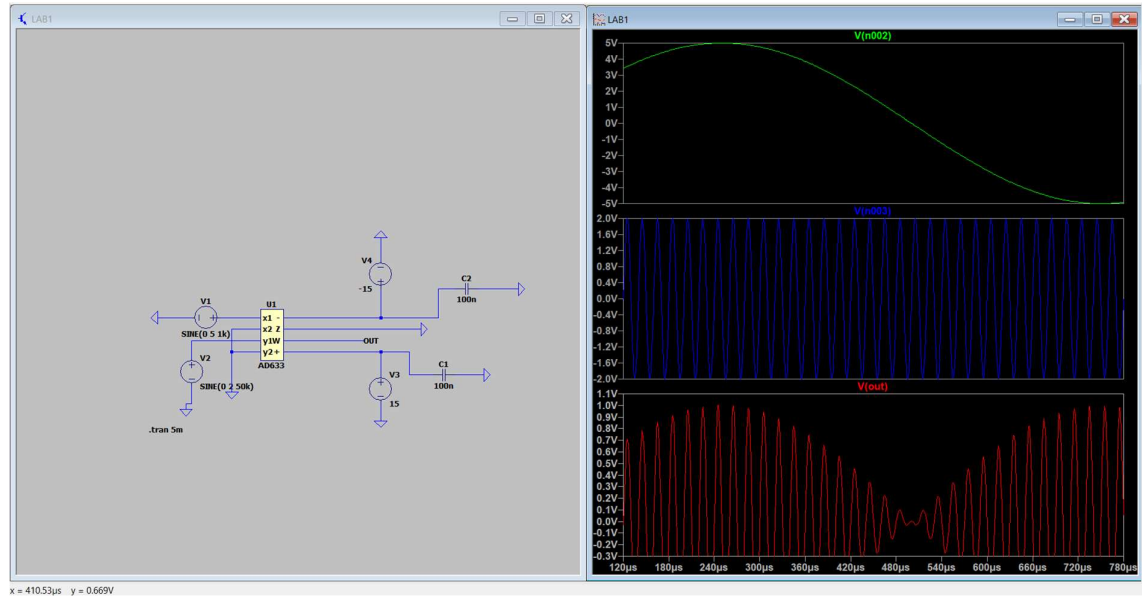 LAB1
V4
-15
C2
100n
V1
SINE(0 5 1k)
U1
x1 -
x2 Z
y1W
y2+
AD633
OUT
V2
SINE(0 2 50k)
C1
100n
V3
15
.tran 5m
LAB1
V(n002)
5V
4V
3V
2V
1V
0V
-1V
-2V
-3V
-4V
-5V
V(n003)
2.0V
1.6V
1.2V
0.8V
0.4V
0.0V
-0.4V
-0.8V
-1.2V
-1.6V
-2.0V
V(out)
1.1V
1.0V
0.9V
0.8V
0.7V
0.6V
0.5V
0.4V
0.3V
0.2V
0.1V
0.0V
-0.1V
-0.2V
-0.3V
120µs 180µs 240µs 300µs 360µs 420µs 480µs 540µs 600µs 660µs 720µs 780µs
x = 410.53µs y = 0.669V